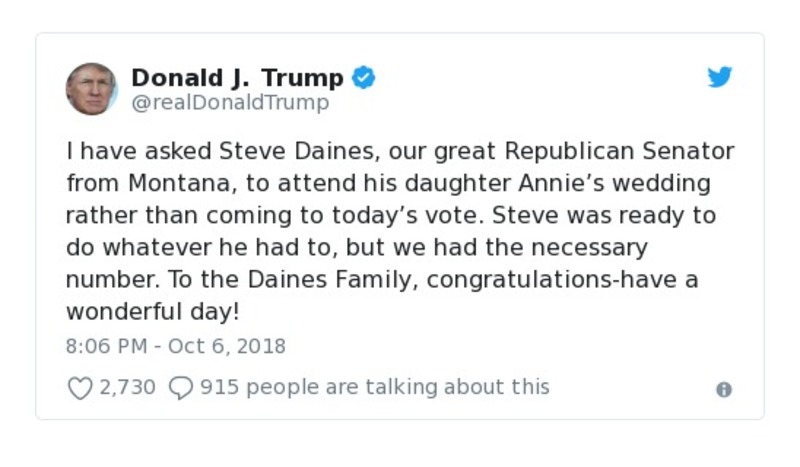 Donald J. Trump
@realDonaldTrump
I have asked Steve Daines, our great Republican Senator
from Montana, to attend his daughter Annie’s wedding
rather than coming to today’s vote. Steve was ready to
do whatever he had to, but we had the necessary
number. To the Daines Family, congratulations-have a
wonderful day!
8:06 PM - Oct 6, 2018
2,730 915 people are talking about this